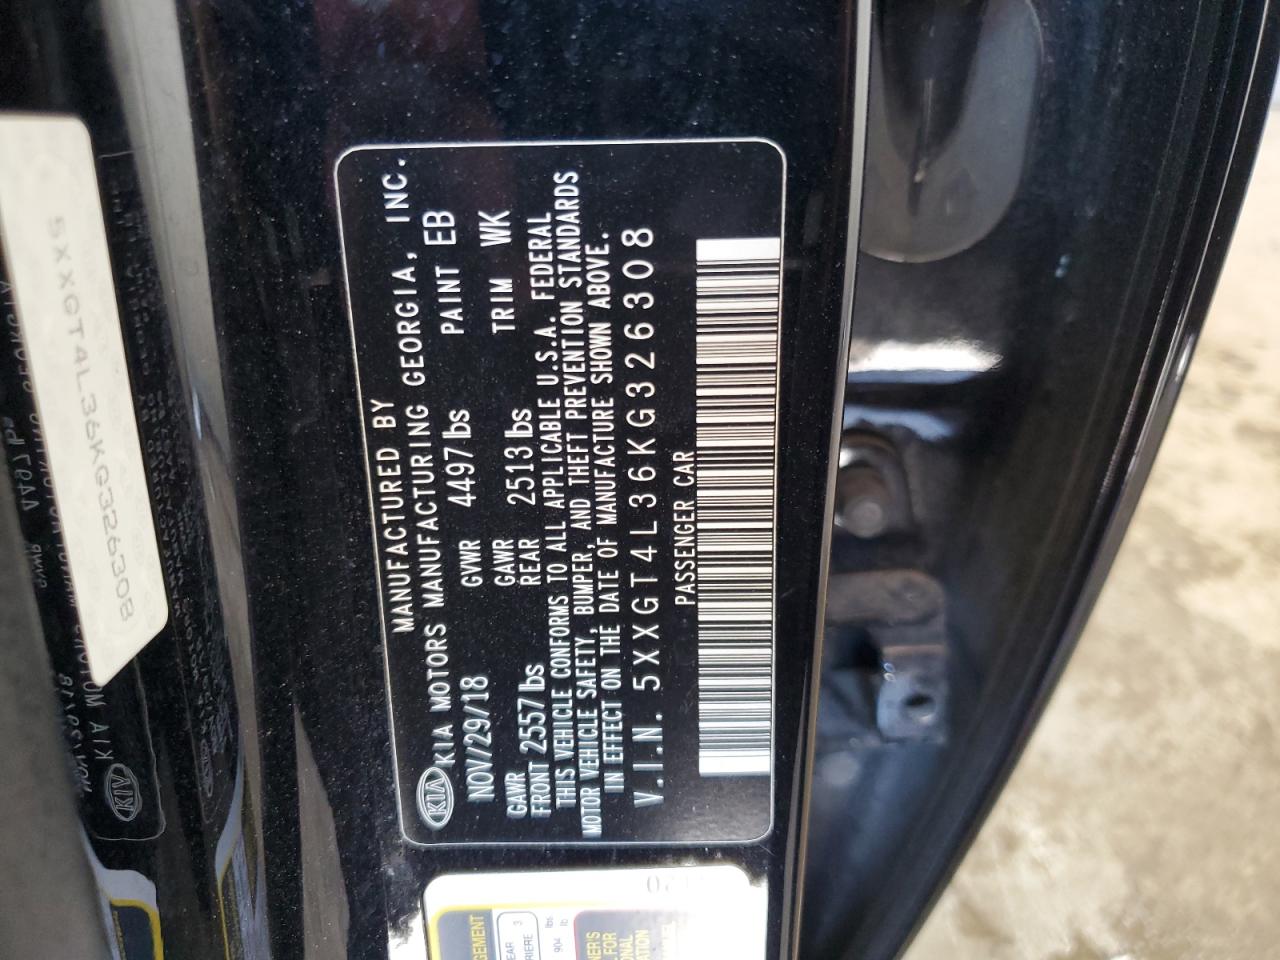 MANUFACTURED BY
KIA KIA MOTORS MANUFACTURING GEORGIA, INC.
NOV/29/18 GVWR 4497 lbs PAINT EB
GAWR FRONT 2557 lbs GAWR REAR 2513 lbs TRIM WK
THIS VEHICLE CONFORMS TO ALL APPLICABLE U.S.A. FEDERAL
MOTOR VEHICLE SAFETY, BUMPER, AND THEFT PREVENTION STANDARDS
IN EFFECT ON THE DATE OF MANUFACTURE SHOWN ABOVE.
V.I.N. 5XXGT4L36KG326308
PASSENGER CAR
5XXGT4L36KG326308